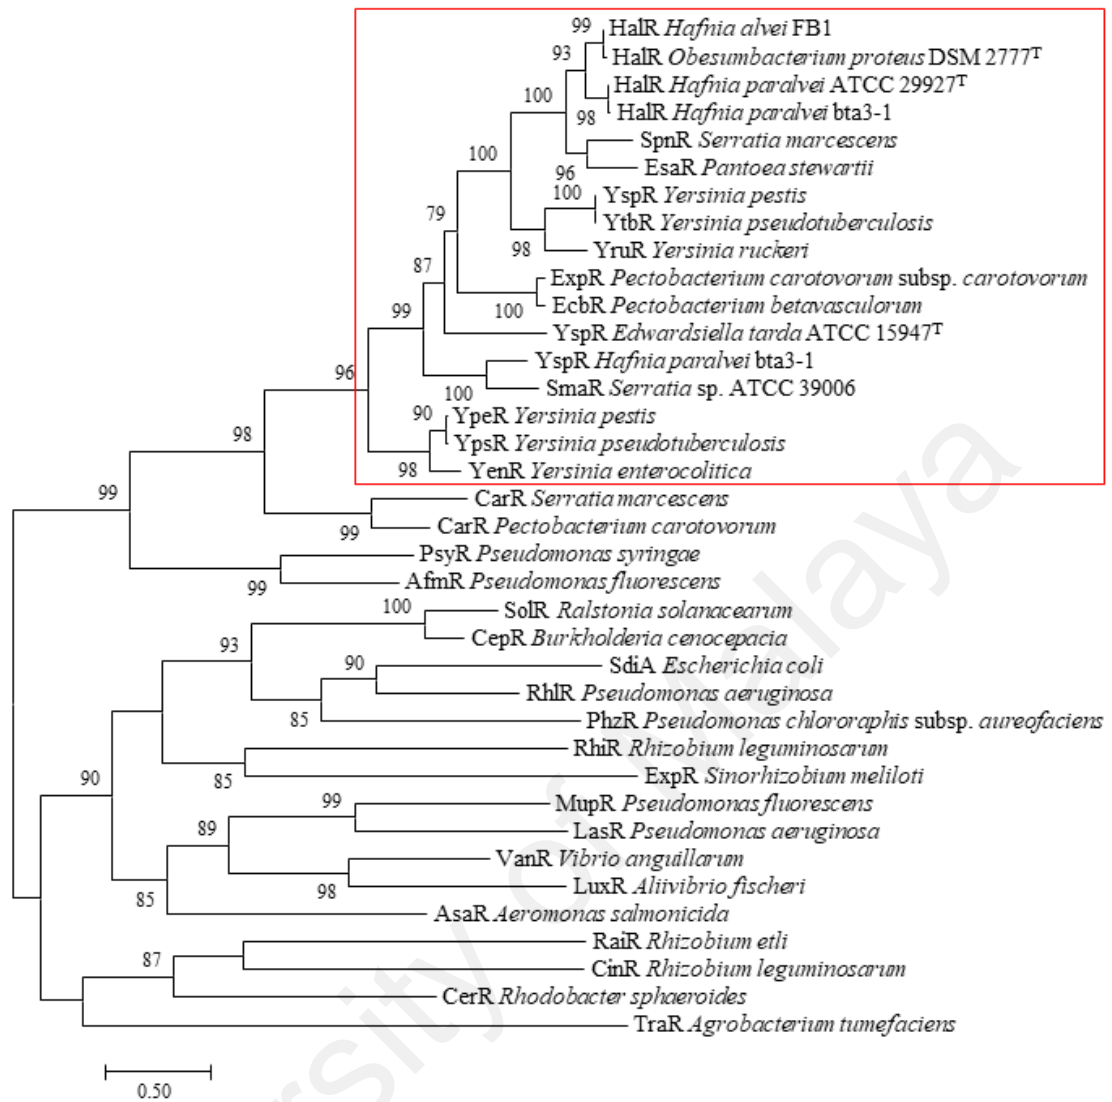 99
HalR Hafnia alvei FB1
93
HalR Obesumbacterium proteus DSM 2777T
HalR Hafnia paralvei ATCC 29927T
100
98
HalR Hafnia paralvei bta3-1
SpnR Serratia marcescens
100
96
EsaR Pantoea stewartii
100
YspR Yersinia pestis
79
YtbR Yersinia pseudotuberculosis
98
YruR Yersinia ruckeri
87
ExpR Pectobacterium carotovorum subsp. carotovorum
99
100
EcbR Pectobacterium betavasculorum
YspR Edwardsiella tarda ATCC 15947T
YspR Hafnia paralvei bta3-1
96
100
SmaR Serratia sp. ATCC 39006
90
YpeR Yersinia pestis
98
YpsR Yersinia pseudotuberculosis
98
YenR Yersinia enterocolitica
99
CarR Serratia marcescens
99
CarR Pectobacterium carotovorum
PsyR Pseudomonas syringae
99
AfmR Pseudomonas fluorescens
100
SolR Ralstonia solanacearum
93
CepR Burkholderia cenocepacia
90
SdiA Escherichia coli
RhlR Pseudomonas aeruginosa
85
PhzR Pseudomonas chlororaphis subsp. aureofaciens
RhiR Rhizobium leguminosarum
90
85
ExpR Sinorhizobium meliloti
99
MupR Pseudomonas fluorescens
89
LasR Pseudomonas aeruginosa
VanR Vibrio anguillarum
98
LuxR Aliivibrio fischeri
85
AsaR Aeromonas salmonicida
RaiR Rhizobium etli
87
CinR Rhizobium leguminosarum
CerR Rhodobacter sphaeroides
TraR Agrobacterium tumefaciens
0.50
rsity of Malaya